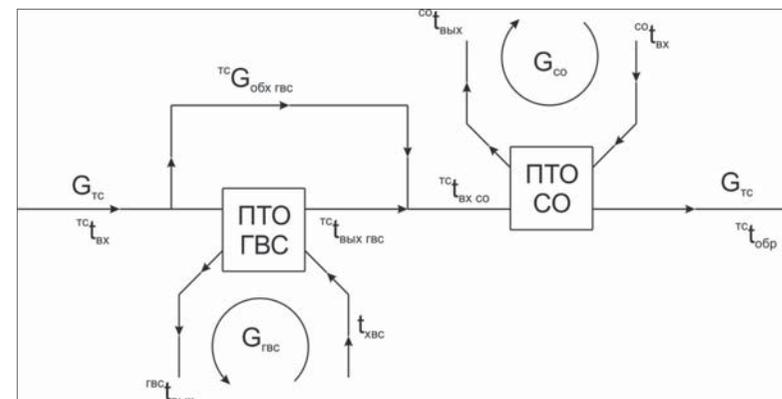 со t вых
со t вх
G со
тс G обх гвс
G тс
тс t вх
ПТО
ГВС
тс t вых гвс
тс t вх со
ПТО
СО
G тс
тс t обр
G гвс
t хвс
гвс t